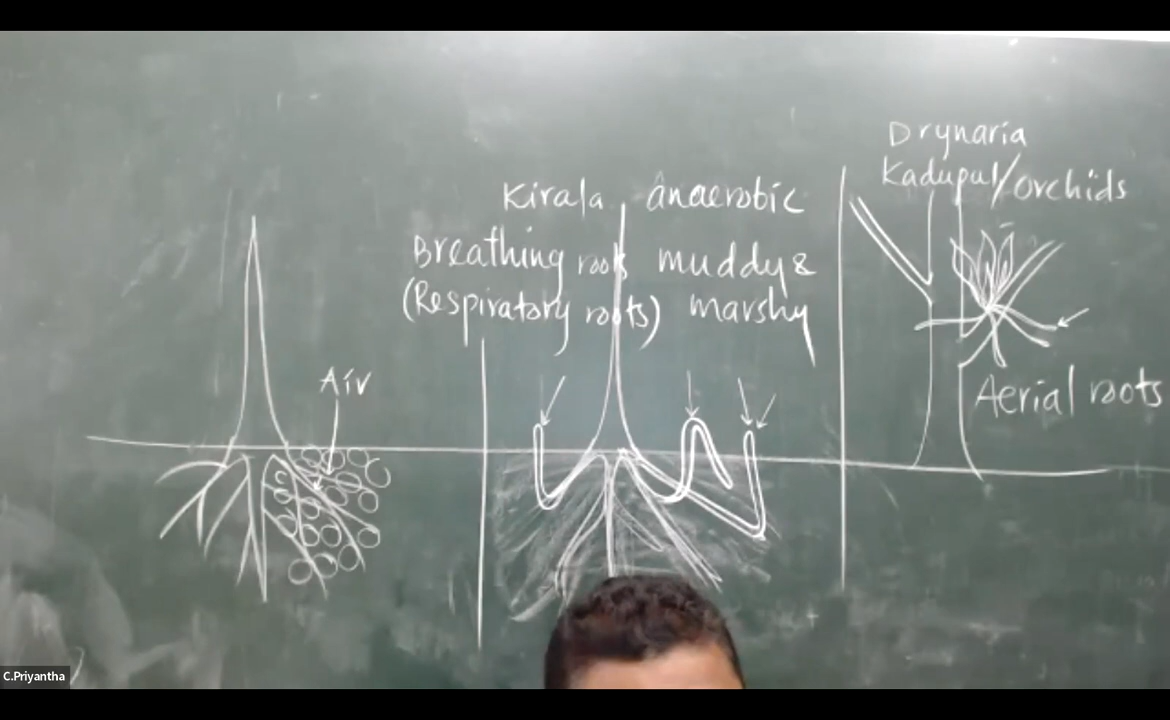 Drynaria
Kadupul/orchids
Kirala anaerobic
Breathing roots muddy &
(Respiratory roots) marshy
Air
Aerial roots
C.Priyantha